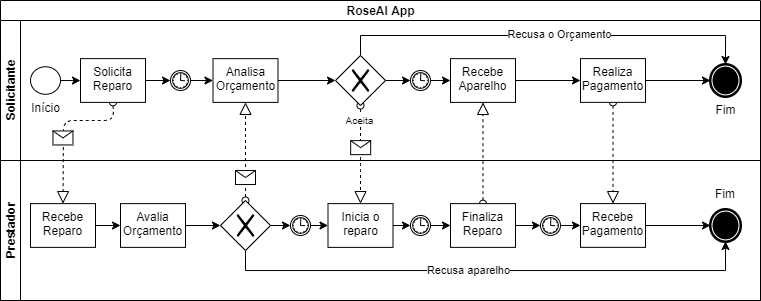 RoseAI App
Solicitante
Recusa o Orçamento
Solicita
Reparo
Analisa
Orçamento
Recebe
Aparelho
Realiza
Pagamento
Início
Fim
Aceita
Prestador
Fim
Recebe
Reparo
Avalia
Orçamento
Inicia o
reparo
Finaliza
Reparo
Recebe
Pagamento
Recusa aparelho